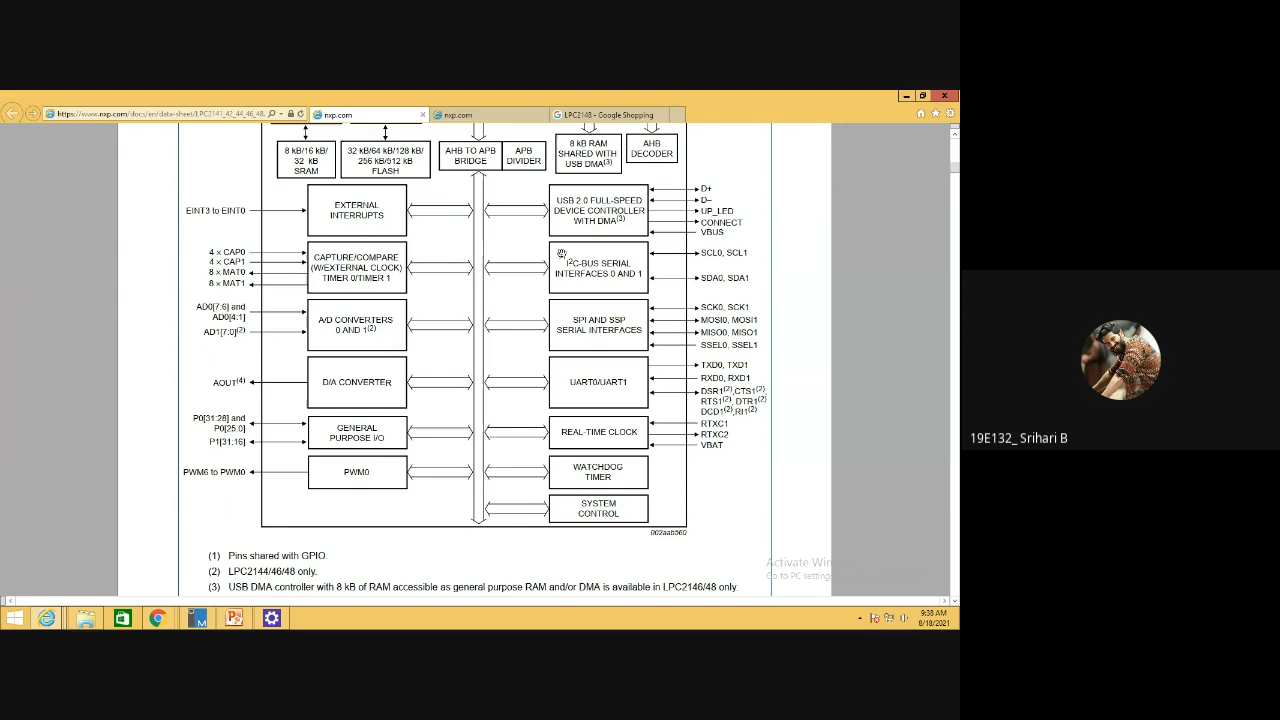 https://www.nxp.com/docs/en/data-sheet/LPC2141_42_44_46_48.
nxp.com
nxp.com
LPC2148 - Google Shopping
8 kB/16 kB/
32 kB
SRAM
32 kB/64 kB/128 kB/
256 kB/512 kB
FLASH
AHB TO APB
BRIDGE
APB
DIVIDER
8 kB RAM
SHARED WITH
USB DMA(3)
AHB
DECODER
EINT3 to EINT0
EXTERNAL
INTERRUPTS
USB 2.0 FULL-SPEED
DEVICE CONTROLLER
WITH DMA(3)
D+
D−
UP_LED
CONNECT
VBUS
4 × CAP0
4 × CAP1
8 × MAT0
8 × MAT1
CAPTURE/COMPARE
(W/EXTERNAL CLOCK)
TIMER 0/TIMER 1
I2C-BUS SERIAL
INTERFACES 0 AND 1
SCL0, SCL1
SDA0, SDA1
AD0[7:6] and
AD0[4:1]
AD1[7:0](2)
A/D CONVERTERS
0 AND 1(2)
SPI AND SSP
SERIAL INTERFACES
SCK0, SCK1
MOSI0, MOSI1
MISO0, MISO1
SSEL0, SSEL1
AOUT(4)
D/A CONVERTER
UART0/UART1
TXD0, TXD1
RXD0, RXD1
DSR1(2),CTS1(2),
RTS1(2), DTR1(2)
DCD1(2),RI1(2)
P0[31:28] and
P0[25:0]
P1[31:16]
GENERAL
PURPOSE I/O
REAL-TIME CLOCK
RTXC1
RTXC2
VBAT
PWM6 to PWM0
PWM0
WATCHDOG
TIMER
SYSTEM
CONTROL
002aab560
(1) Pins shared with GPIO.
(2) LPC2144/46/48 only.
(3) USB DMA controller with 8 kB of RAM accessible as general purpose RAM and/or DMA is available in LPC2146/48 only.
Activate Win
Go to PC settings
9:38 AM
8/18/2021
19E132_ Srihari B